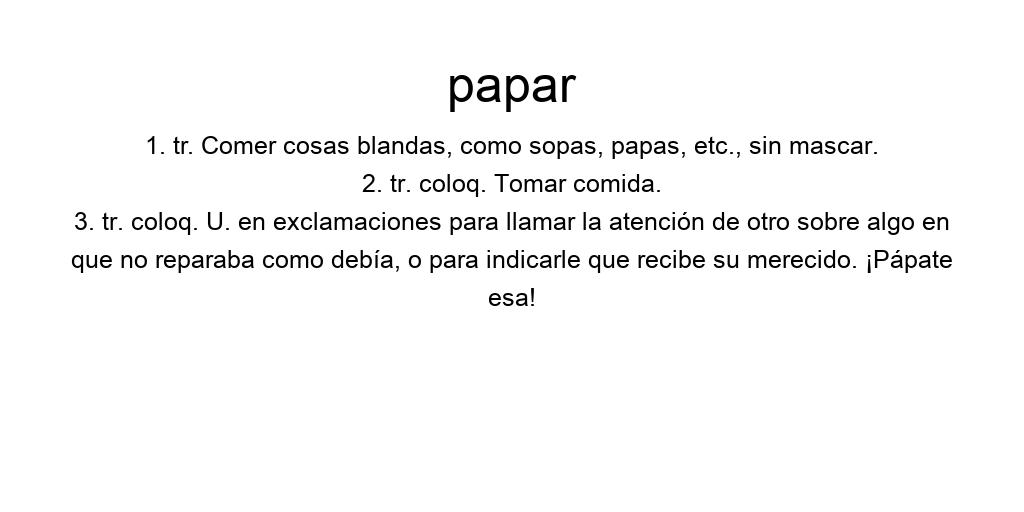 papar
1. tr. Comer cosas blandas, como sopas, papas, etc., sin mascar.
2. tr. coloq. Tomar comida.
3. tr. coloq. U. en exclamaciones para llamar la atención de otro sobre algo en
que no reparaba como debía, o para indicarle que recibe su merecido. ¡Pápate
esa!